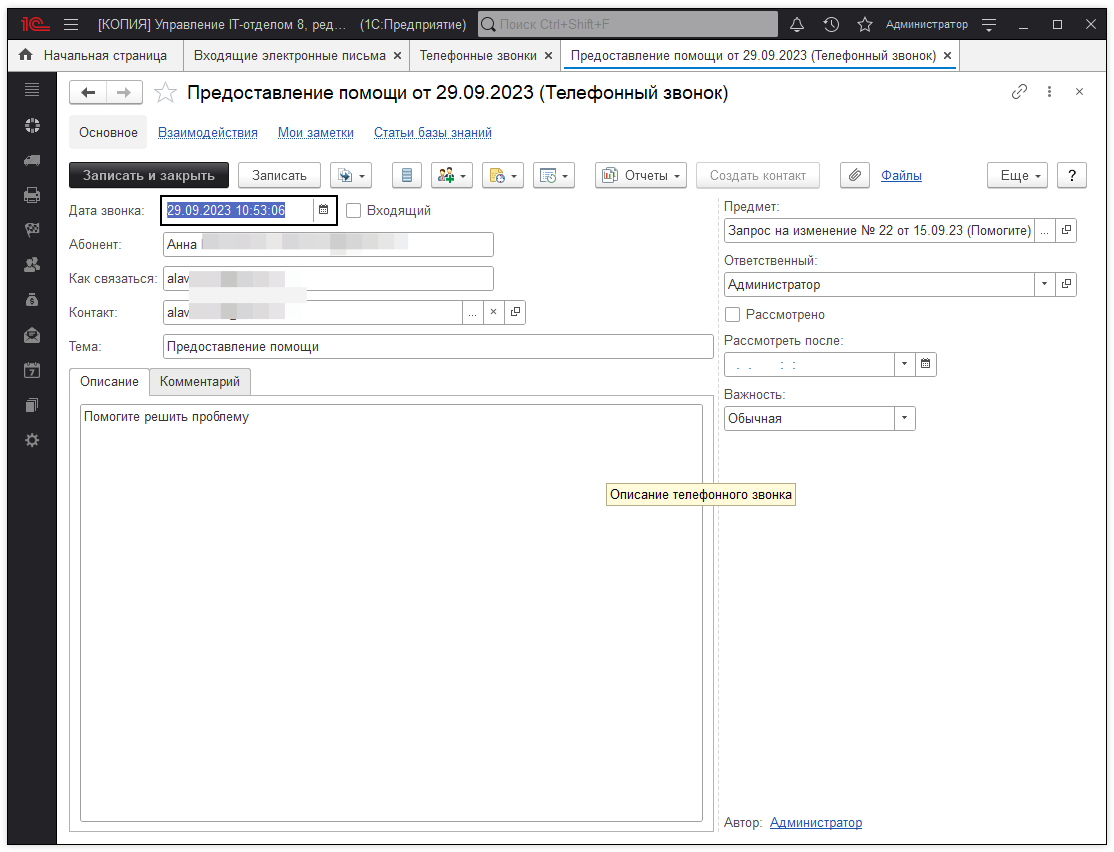 1С [КОПИЯ] Управление IT-отделом 8, ред... (1С:Предприятие) Поиск Ctrl+Shift+F Администратор
Начальная страница Входящие электронные письма × Телефонные звонки × Предоставление помощи от 29.09.2023 (Телефонный звонок) ×
Предоставление помощи от 29.09.2023 (Телефонный звонок)
Основное Взаимодействия Мои заметки Статьи базы знаний
Записать и закрыть Записать Отчеты Создать контакт Файлы Еще ?
Дата звонка: 29.09.2023 10:53:06 Входящий
Абонент: Анна
Как связаться: alav
Контакт: alav ... ×
Тема: Предоставление помощи
Описание Комментарий
Помогите решить проблему
Описание телефонного звонка
Предмет:
Запрос на изменение № 22 от 15.09.23 (Помогите) ...
Ответственный:
Администратор
Рассмотрено
Рассмотреть после:
. . : :
Важность:
Обычная
Автор: Администратор
7